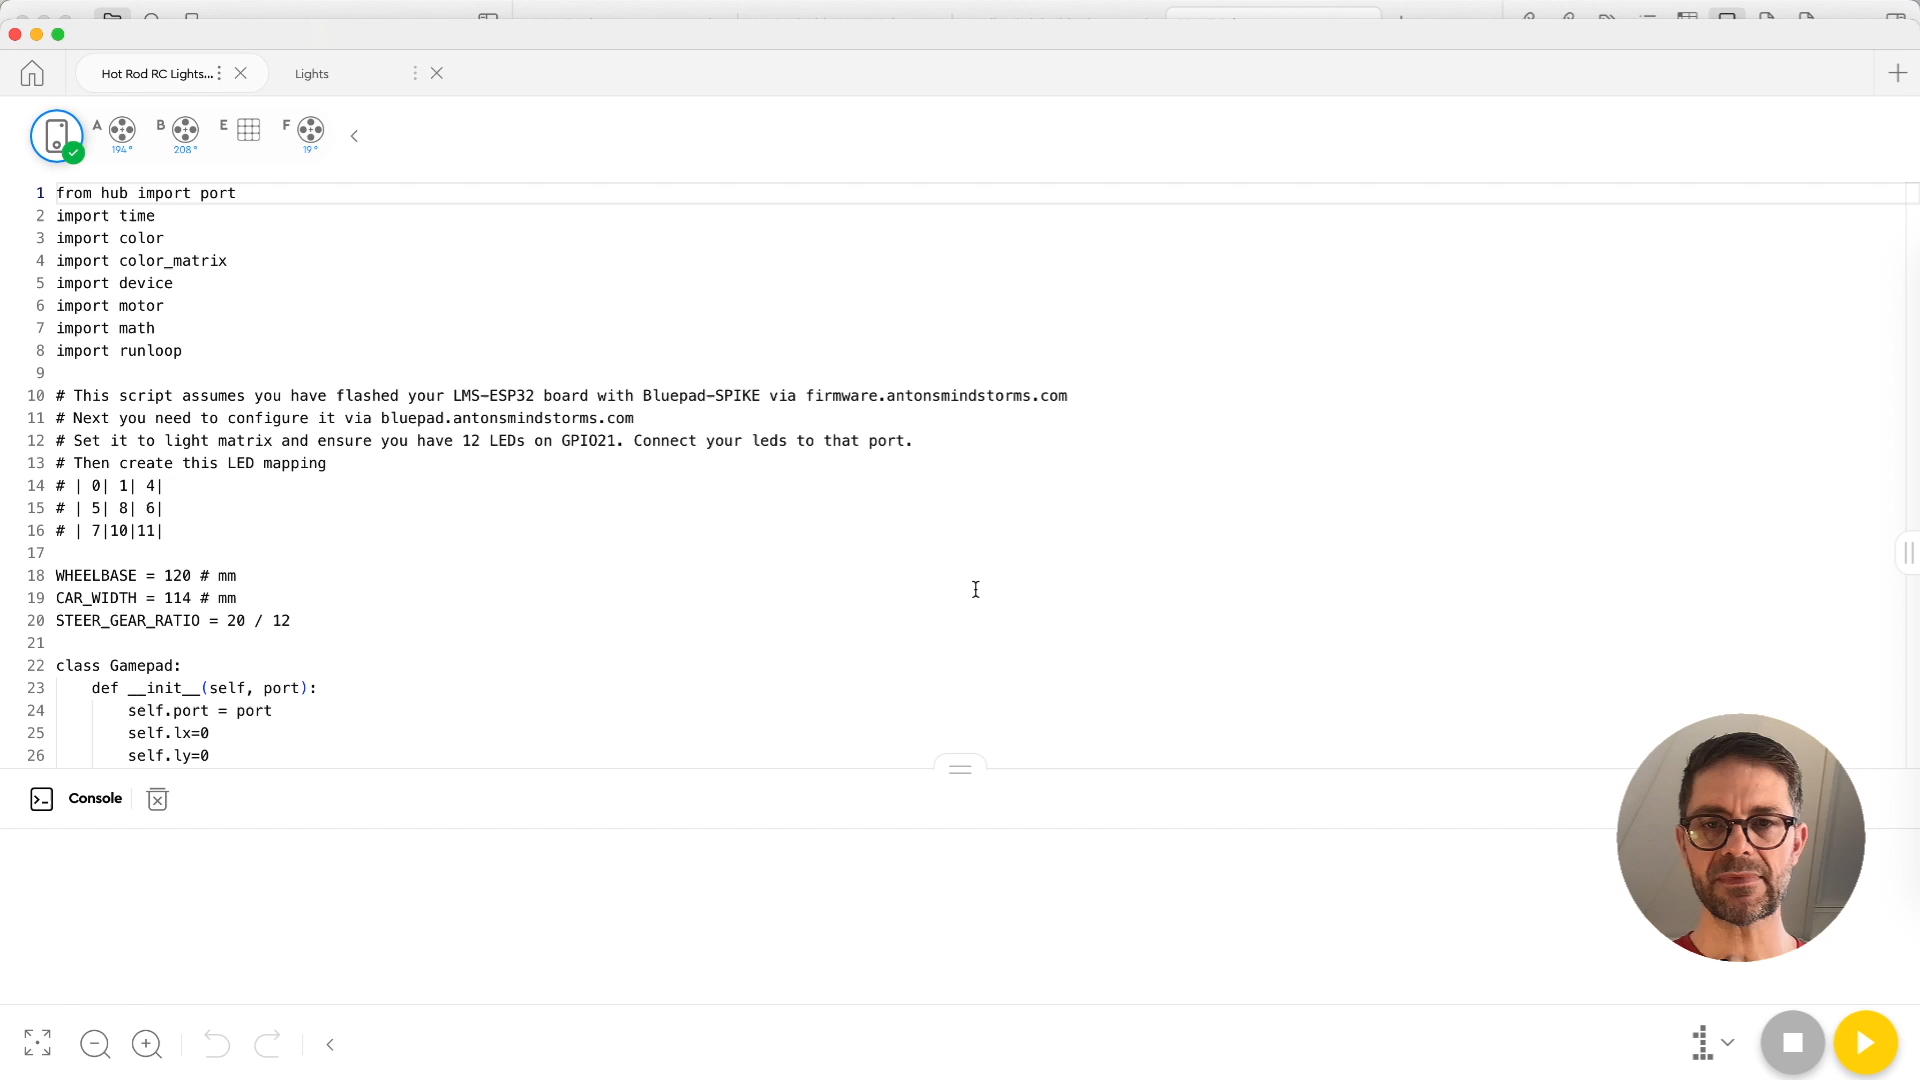 Hot Rod RC Lights...
Lights
A
194°
B
208°
E
F
19°
1 from hub import port
2 import time
3 import color
4 import color_matrix
5 import device
6 import motor
7 import math
8 import runloop
9
10 # This script assumes you have flashed your LMS-ESP32 board with Bluepad-SPIKE via firmware.antonsmindstorms.com
11 # Next you need to configure it via bluepad.antonsmindstorms.com
12 # Set it to light matrix and ensure you have 12 LEDs on GPIO21. Connect your leds to that port.
13 # Then create this LED mapping
14 # | 0| 1| 4|
15 # | 5| 8| 6|
16 # | 7|10|11|
17
18 WHEELBASE = 120 # mm
19 CAR_WIDTH = 114 # mm
20 STEER_GEAR_RATIO = 20 / 12
21
22 class Gamepad:
23 def __init__(self, port):
24 self.port = port
25 self.lx=0
26 self.ly=0
Console